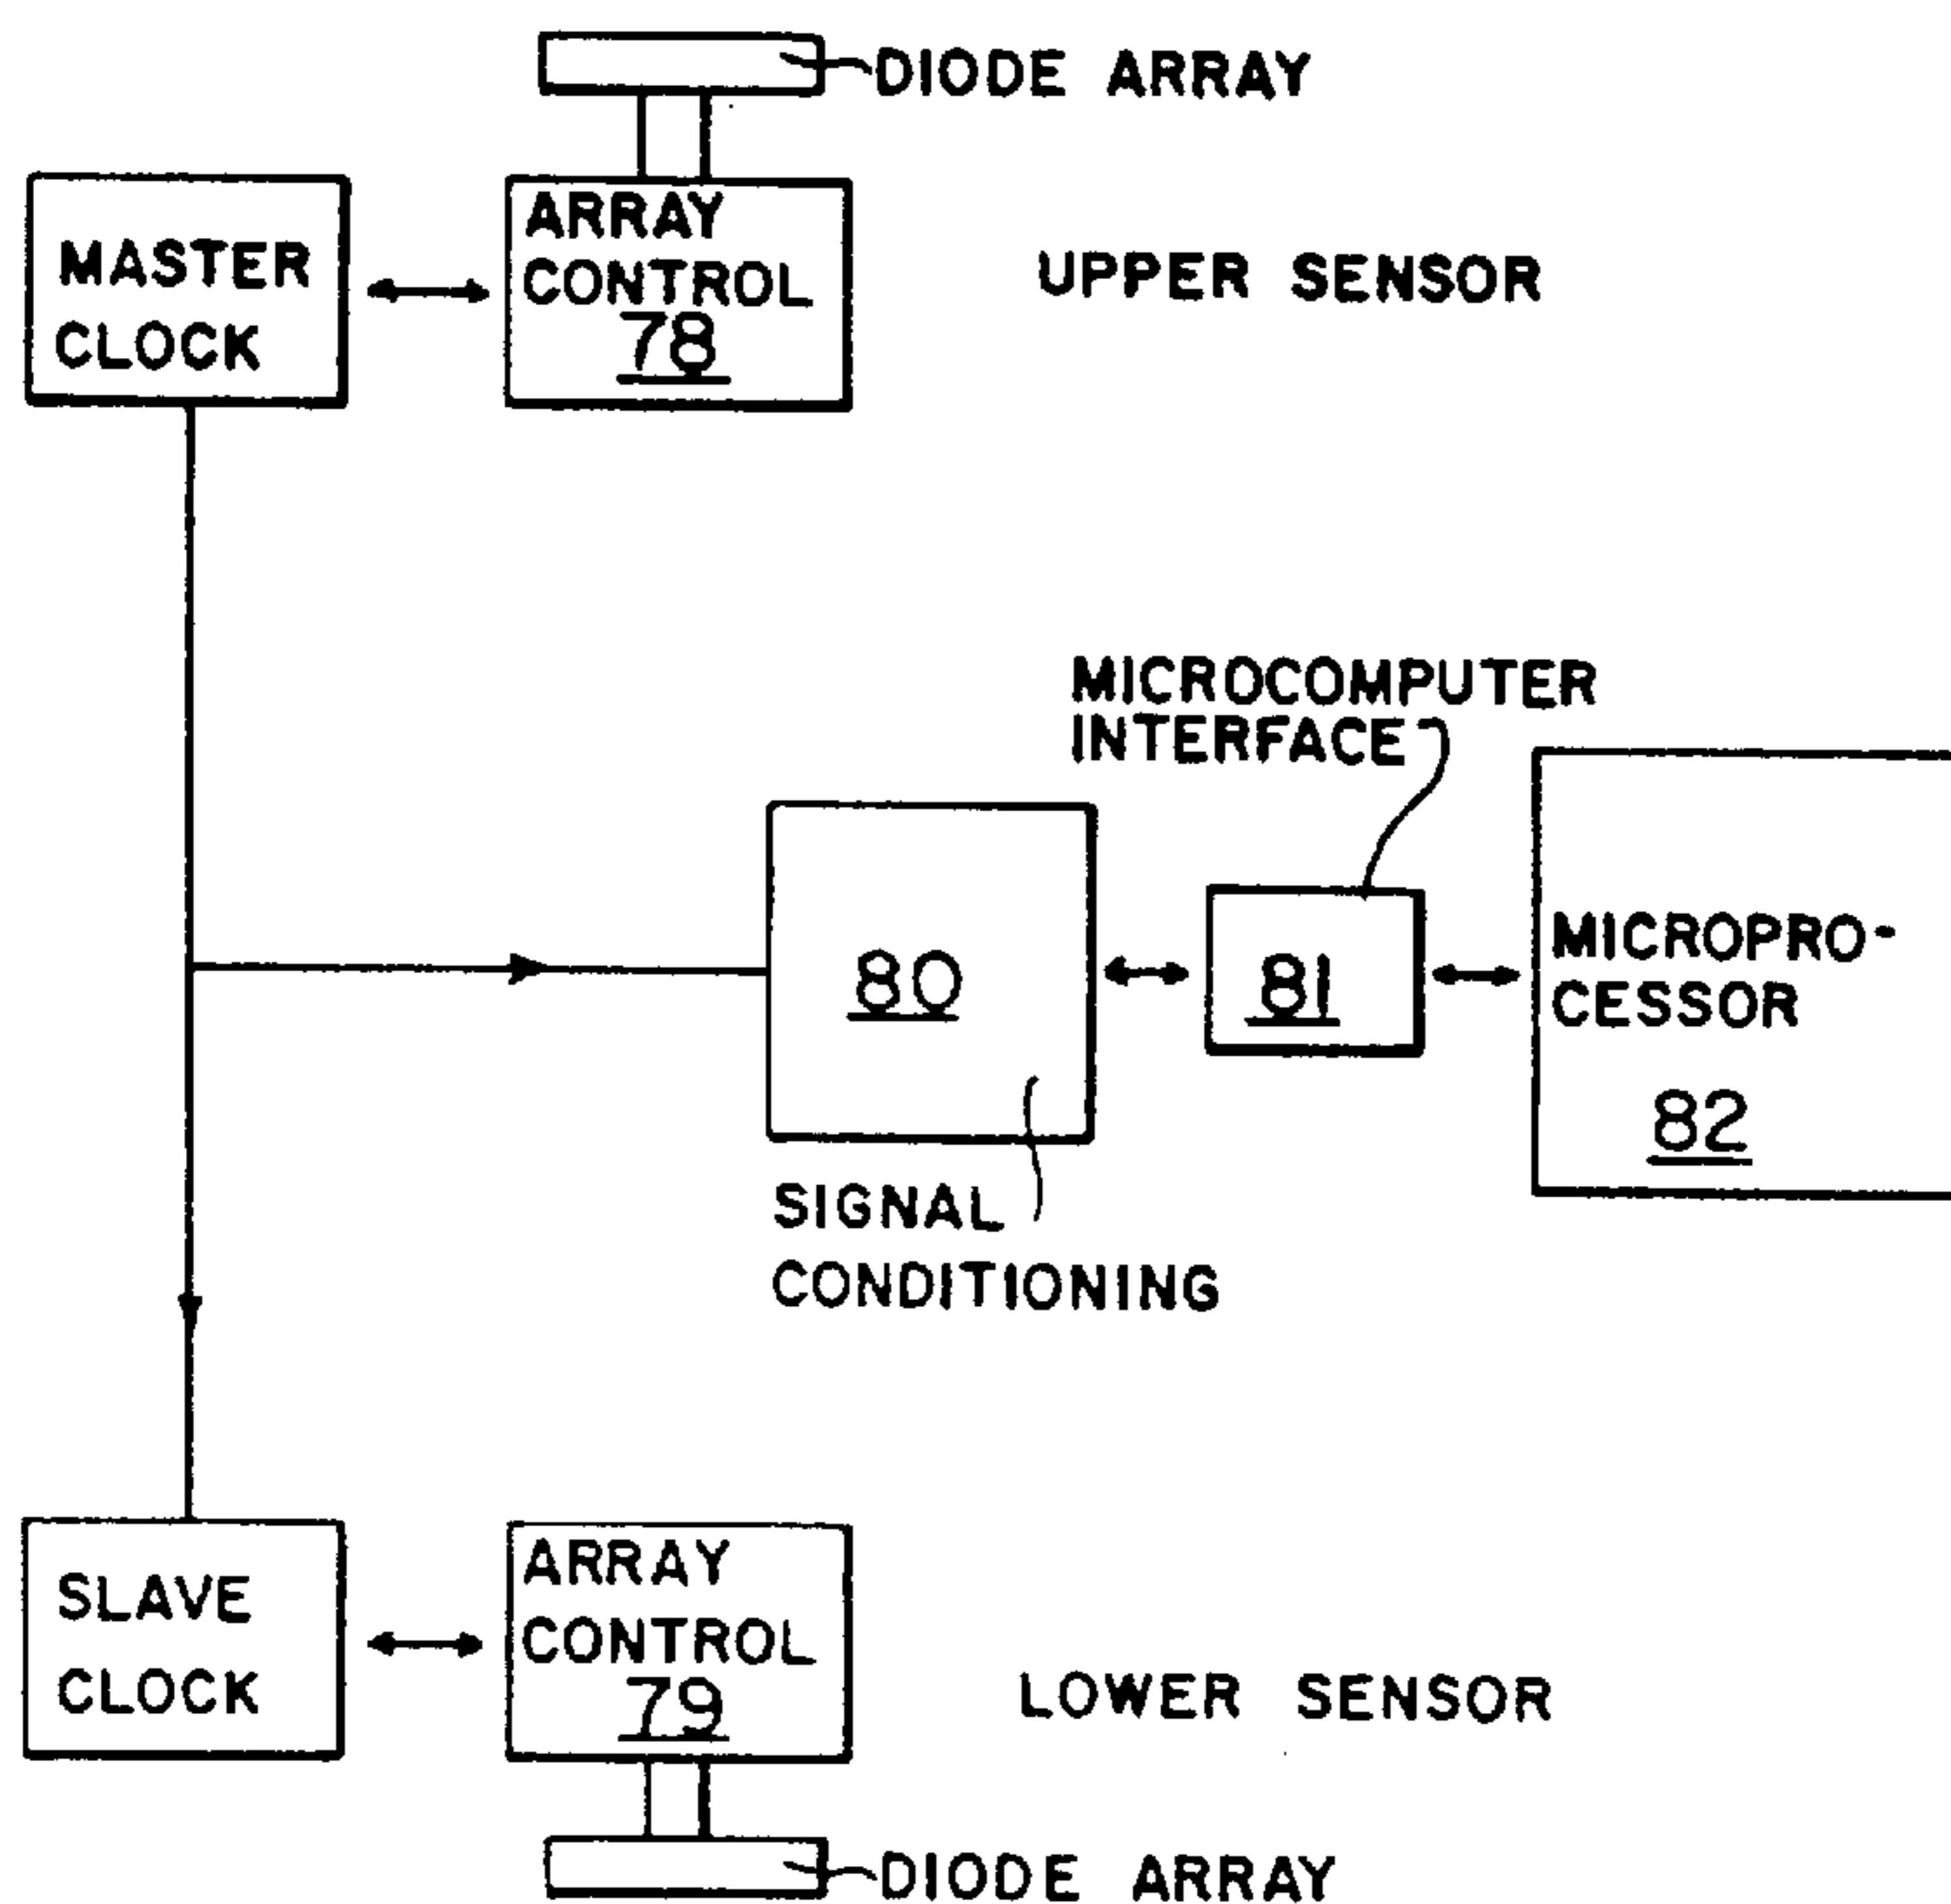 DIODE ARRAY
MASTER
CLOCK
ARRAY
CONTROL
78
UPPER SENSOR
MICROCOMPUTER
INTERFACE
80
81
MICROPRO-
CESSOR
82
SIGNAL
CONDITIONING
SLAVE
CLOCK
ARRAY
CONTROL
79
LOWER SENSOR
DIODE ARRAY